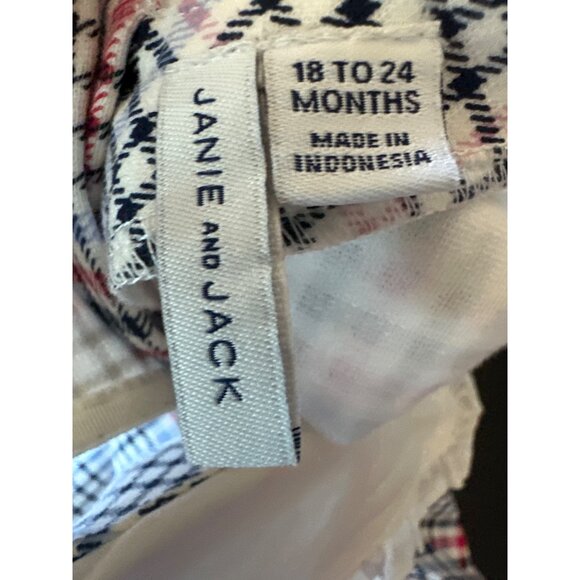 JANIE AND JACK
18 TO 24
MONTHS
MADE IN
INDONESIA